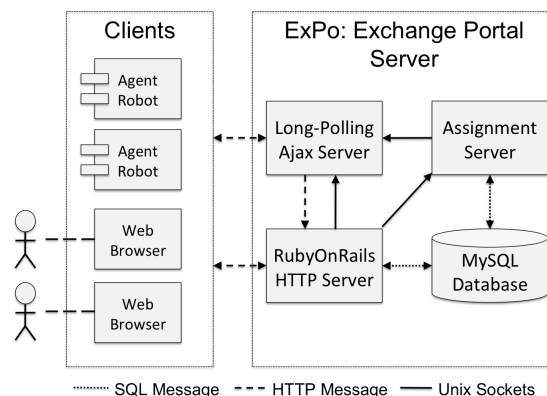 Clients
Agent
Robot
Agent
Robot
Web
Browser
Web
Browser
ExPo: Exchange Portal
Server
Long-Polling
Ajax Server
Assignment
Server
RubyOnRails
HTTP Server
MySQL
Database
SQL Message
HTTP Message
Unix Sockets